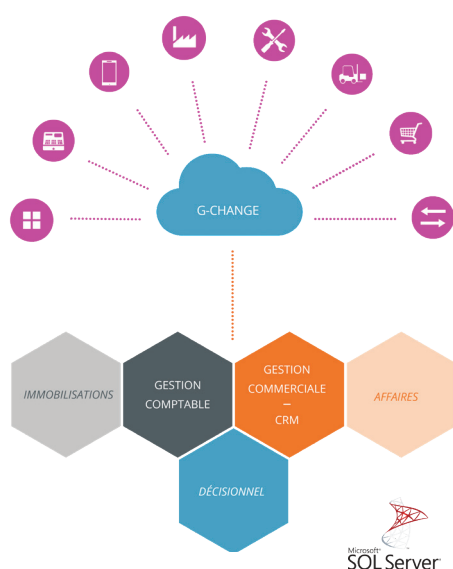 G-CHANGE
IMMOBILISATIONS
GESTION
COMPTABLE
GESTION
COMMERCIALE
–
CRM
AFFAIRES
DÉCISIONNEL
Microsoft®
SQL Server®